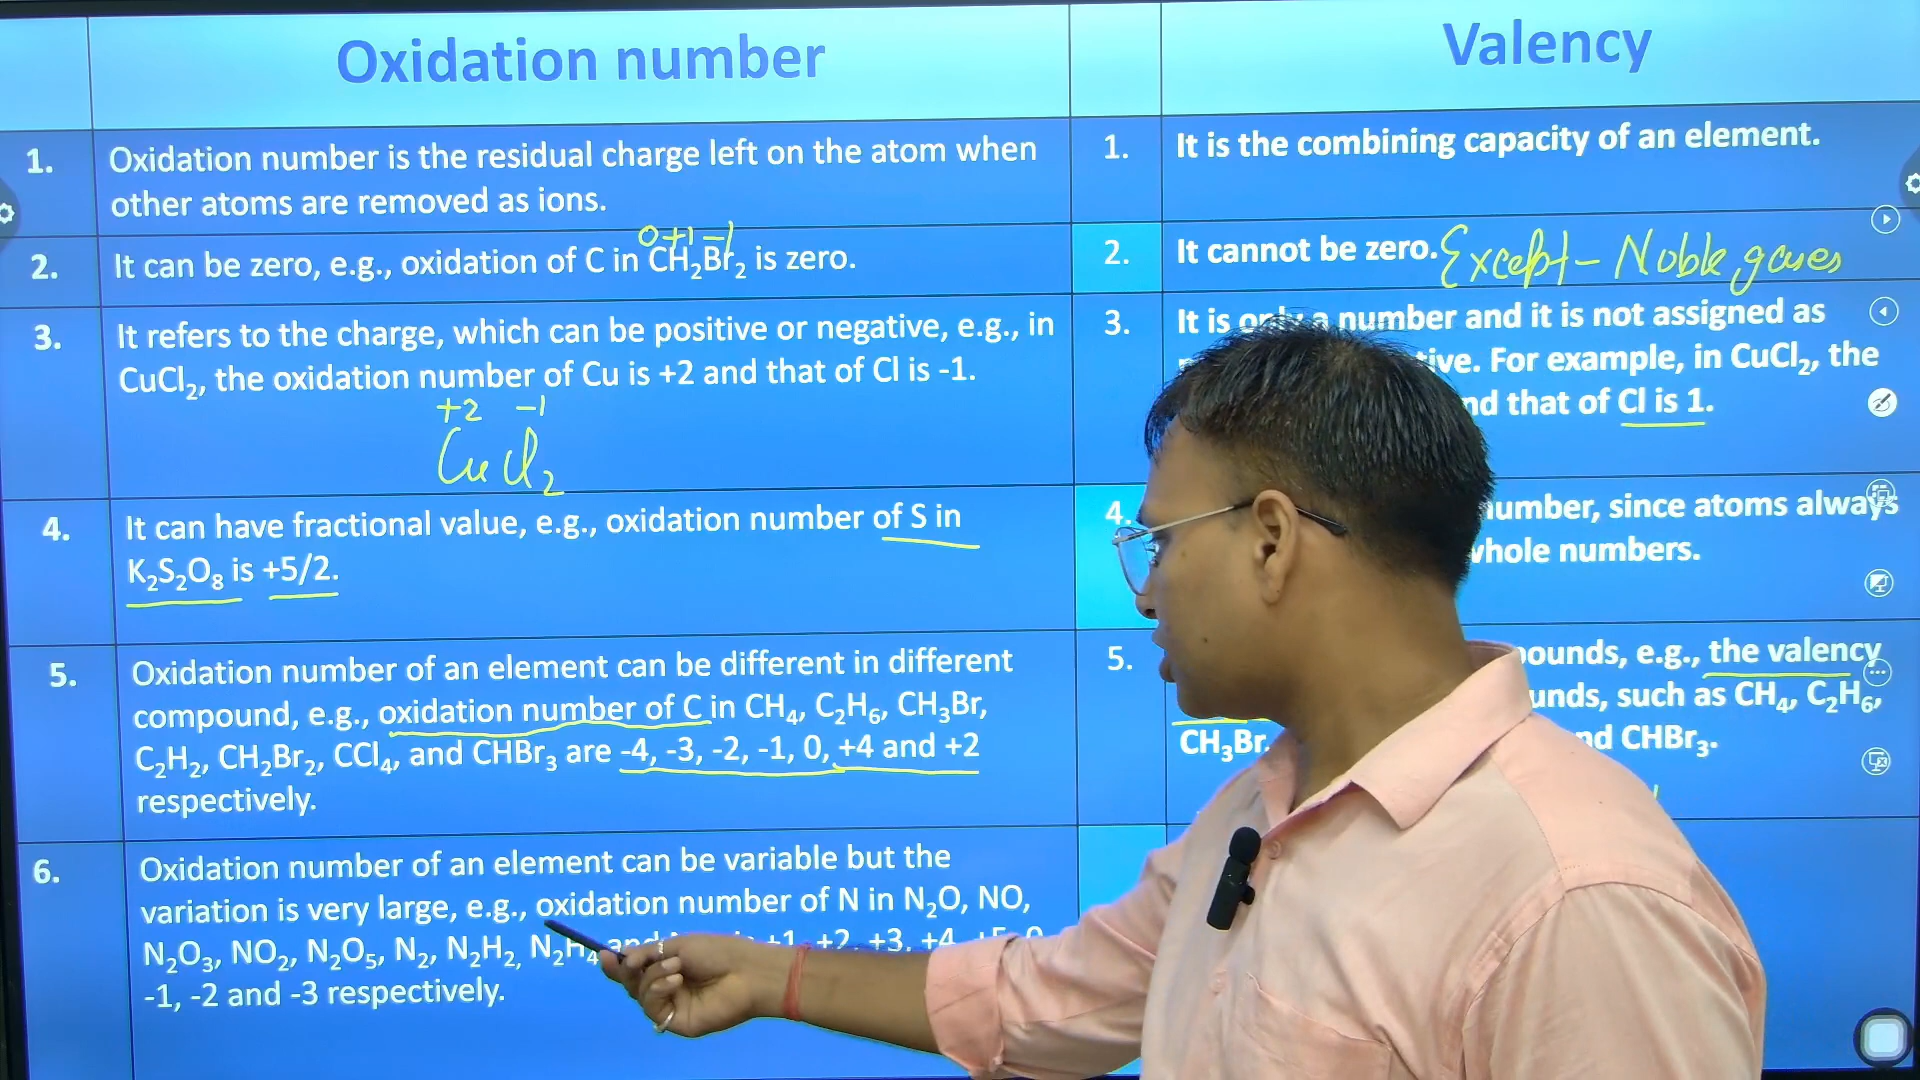 Oxidation number
Valency
1.
Oxidation number is the residual charge left on the atom when
other atoms are removed as ions.
1.
It is the combining capacity of an element.
0 +1 -1
2.
It can be zero, e.g., oxidation of C in CH₂Br₂ is zero.
2.
It cannot be zero. Except - Noble gases
3.
It refers to the charge, which can be positive or negative, e.g., in
CuCl₂, the oxidation number of Cu is +2 and that of Cl is -1.
+2 -1
CuCl₂
3.
It is only a number and it is not assigned as
For example, in CuCl₂, the
that of Cl is 1.
4.
It can have fractional value, e.g., oxidation number of S in
K₂S₂O₈ is +5/2.
4.
number, since atoms always
whole numbers.
5.
Oxidation number of an element can be different in different
compound, e.g., oxidation number of C in CH₄, C₂H₆, CH₃Br,
C₂H₂, CH₂Br₂, CCl₄, and CHBr₃ are -4, -3, -2, -1, 0, +4 and +2
respectively.
5.
e.g., the valency
such as CH₄, C₂H₆,
CH₃Br, and CHBr₃.
6.
Oxidation number of an element can be variable but the
variation is very large, e.g., oxidation number of N in N₂O, NO,
N₂O₃, NO₂, N₂O₅, N₂, N₂H₂, N₂H₄ and +1, +2, +3, +4, +5, 0
-1, -2 and -3 respectively.